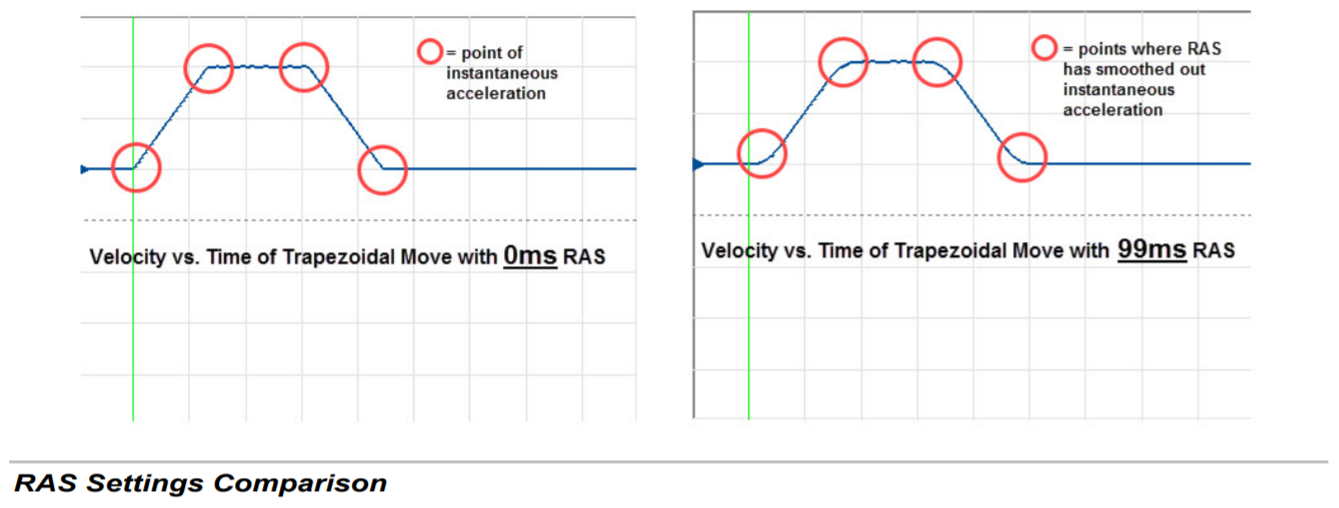 = point of
instantaneous
acceleration
Velocity vs. Time of Trapezoidal Move with 0ms RAS
= points where RAS
has smoothed out
instantaneous
acceleration
Velocity vs. Time of Trapezoidal Move with 99ms RAS
RAS Settings Comparison